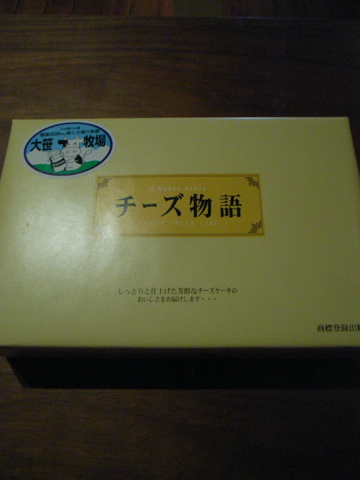 大笹
牧場
Cheese story
チーズ物語
しっとりと仕上げた芳醇なチーズケーキの
おいしさをお届けします・・・
商標登録出願